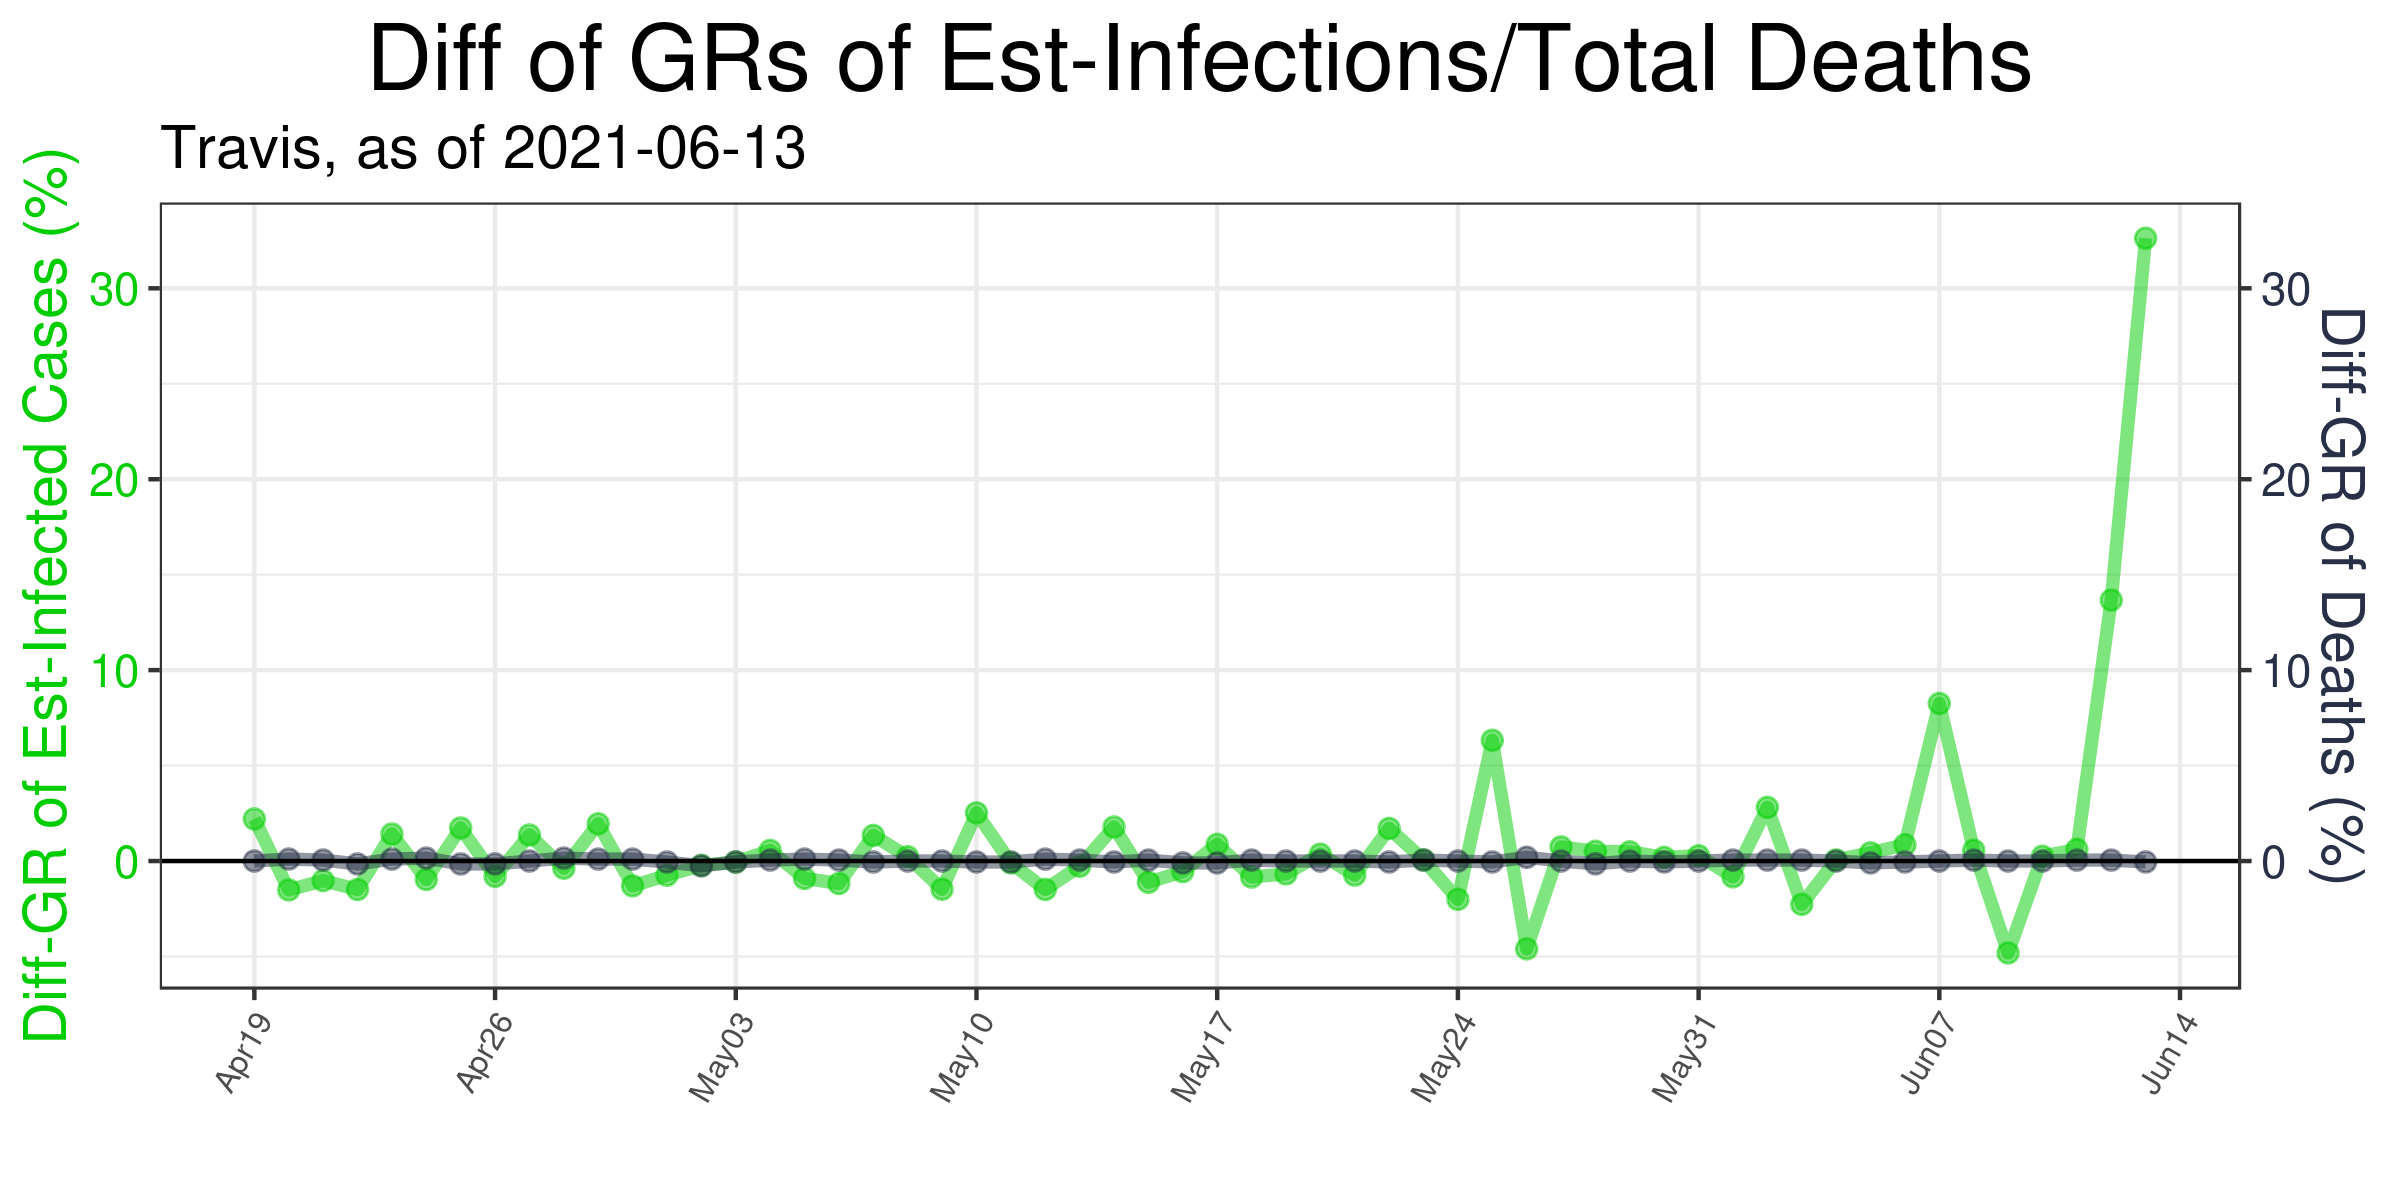 Diff of GRs of Est-Infections/Total Deaths
Travis, as of 2021-06-13
Diff-GR of Est-Infected Cases (%)
30
20
10
0
30
20
10
0
Diff-GR of Deaths (%)
Apr19
Apr26
May03
May10
May17
May24
May31
Jun07
Jun14